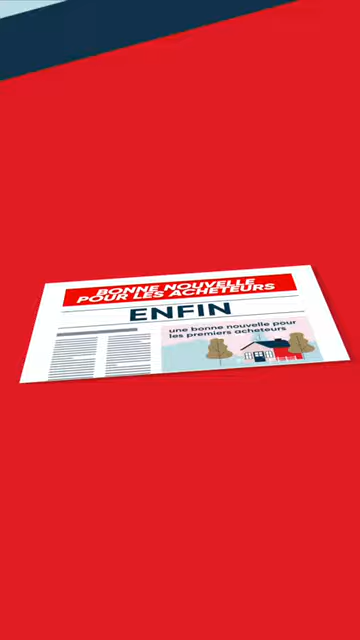 BONNE NOUVELLE
POUR LES ACHETEURS
ENFIN
une bonne nouvelle pour
les premiers acheteurs